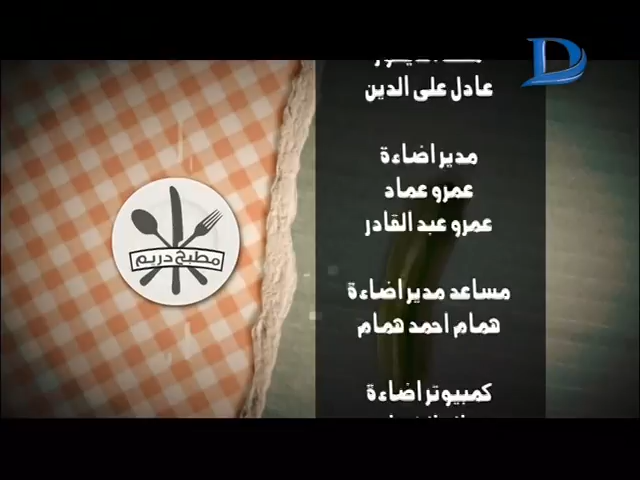 عادل على الدين
مدير اضاءة
عمرو عماد
عمرو عبد القادر
مساعد مدير اضاءة
همام احمد همام
كمبيوتر اضاءة
مطبخ دريم
D